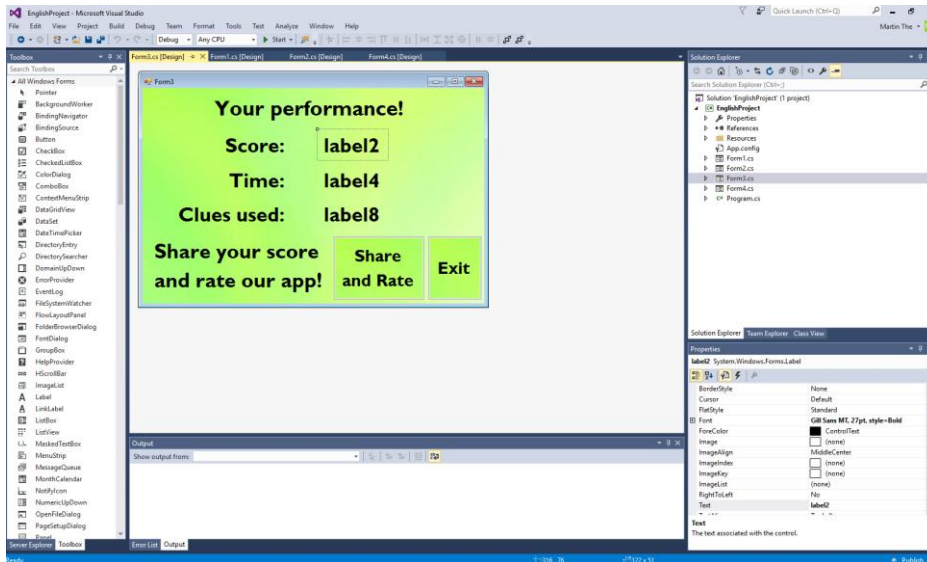 EnglishProject - Microsoft Visual Studio
Quick Launch (Ctrl+Q)
File Edit View Project Build Debug Team Format Tools Test Analyze Window Help
Martin The
Debug Any CPU Start
Toolbox
Search Toolbox
All Windows Forms
Pointer
BackgroundWorker
BindingNavigator
BindingSource
Button
CheckBox
CheckedListBox
ColorDialog
ComboBox
ContextMenuStrip
DataGridView
DataSet
DateTimePicker
DirectoryEntry
DirectorySearcher
DomainUpDown
ErrorProvider
EventLog
FileSystemWatcher
FlowLayoutPanel
FolderBrowserDialog
FontDialog
GroupBox
HelpProvider
HScrollBar
ImageList
Label
LinkLabel
ListBox
ListView
MaskedTextBox
MenuStrip
MessageQueue
MonthCalendar
NotifyIcon
NumericUpDown
OpenFileDialog
PageSetupDialog
Panel
Server Explorer Toolbox
Form3.cs [Design] Form1.cs [Design] Form2.cs [Design] Form4.cs [Design]
Form3
Your performance!
Score: label2
Time: label4
Clues used: label8
Share your score
and rate our app!
Share
and Rate
Exit
Output
Show output from:
Error List Output
Solution Explorer
Search Solution Explorer (Ctrl+;)
Solution 'EnglishProject' (1 project)
EnglishProject
Properties
References
Resources
App.config
Form1.cs
Form2.cs
Form3.cs
Form4.cs
Program.cs
Solution Explorer Team Explorer Class View
Properties
label2 System.Windows.Forms.Label
BorderStyle None
Cursor Default
FlatStyle Standard
Font Gill Sans MT, 27pt, style=Bold
ForeColor ControlText
Image (none)
ImageAlign MiddleCenter
ImageIndex (none)
ImageKey (none)
ImageList (none)
RightToLeft No
Text label2
Text
The text associated with the control.
Ready
122 x 51
Publish